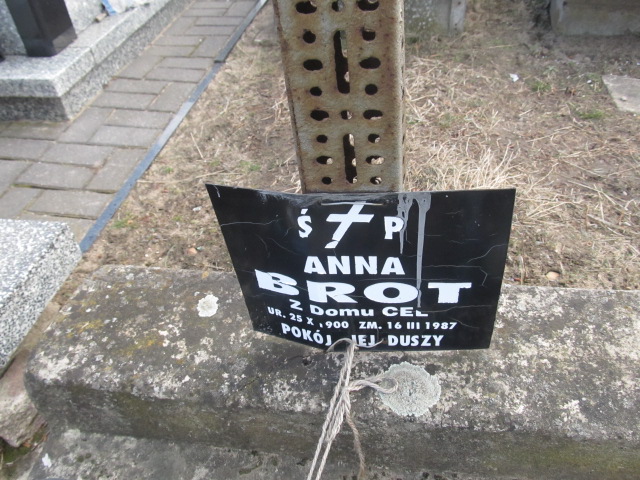 Ś P
ANNA
BROT
Z Domu CEL
UR. 25 X 1900 ZM. 16 III 1987
POKÓJ JEJ DUSZY